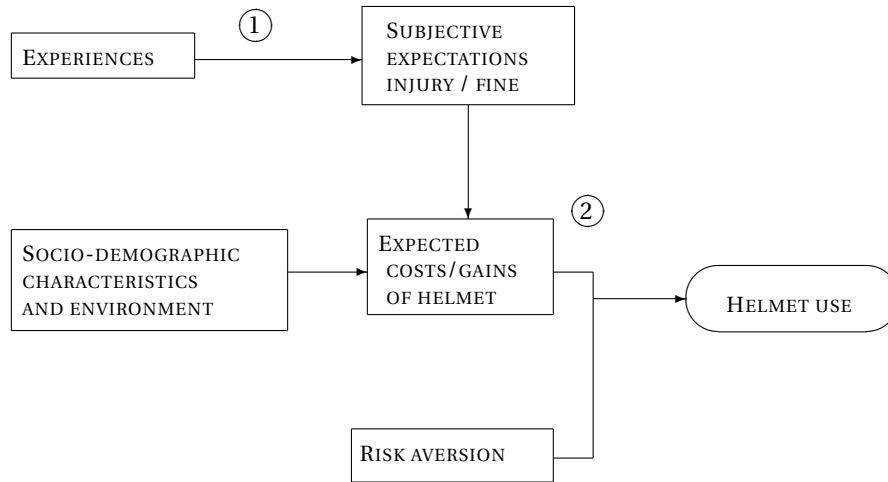 ①
SUBJECTIVE
EXPECTATIONS
INJURY / FINE
EXPERIENCES
②
EXPECTED
COSTS/GAINS
OF HELMET
SOCIO-DEMOGRAPHIC
CHARACTERISTICS
AND ENVIRONMENT
HELMET USE
RISK AVERSION